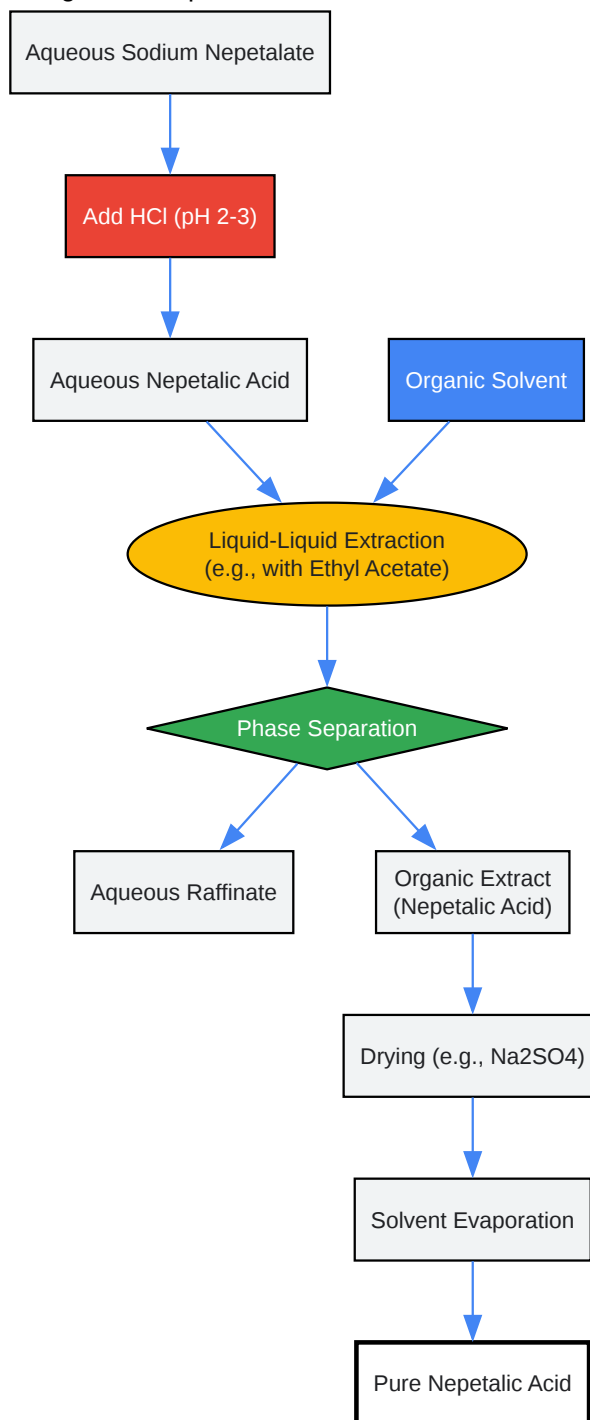 Aqueous Sodium Nepetalate
Add HCl (pH 2-3)
Aqueous Nepetalic Acid
Organic Solvent
Liquid-Liquid Extraction
(e.g., with Ethyl Acetate)
Phase Separation
Aqueous Raffinate
Organic Extract
(Nepetalic Acid)
Drying (e.g., Na2SO4)
Solvent Evaporation
Pure Nepetalic Acid